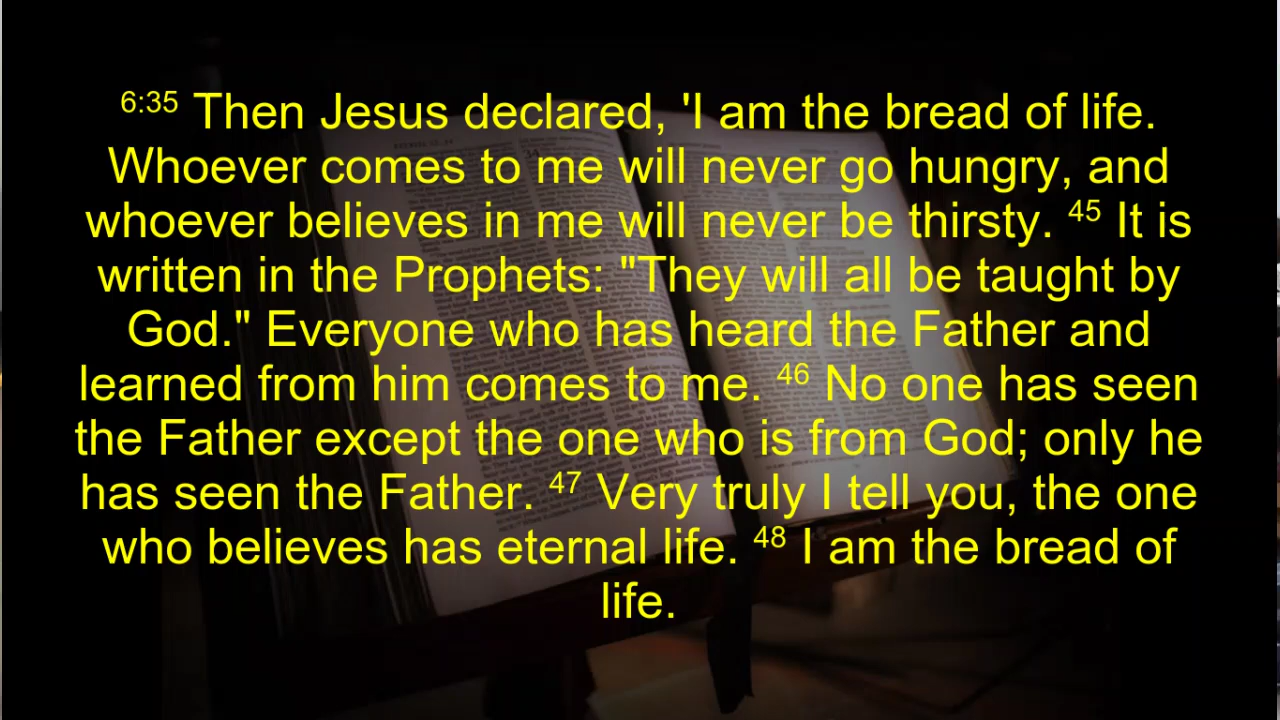 6:35 Then Jesus declared, 'I am the bread of life.
Whoever comes to me will never go hungry, and
whoever believes in me will never be thirsty. 45 It is
written in the Prophets: "They will all be taught by
God." Everyone who has heard the Father and
learned from him comes to me. 46 No one has seen
the Father except the one who is from God; only he
has seen the Father. 47 Very truly I tell you, the one
who believes has eternal life. 48 I am the bread of
life.